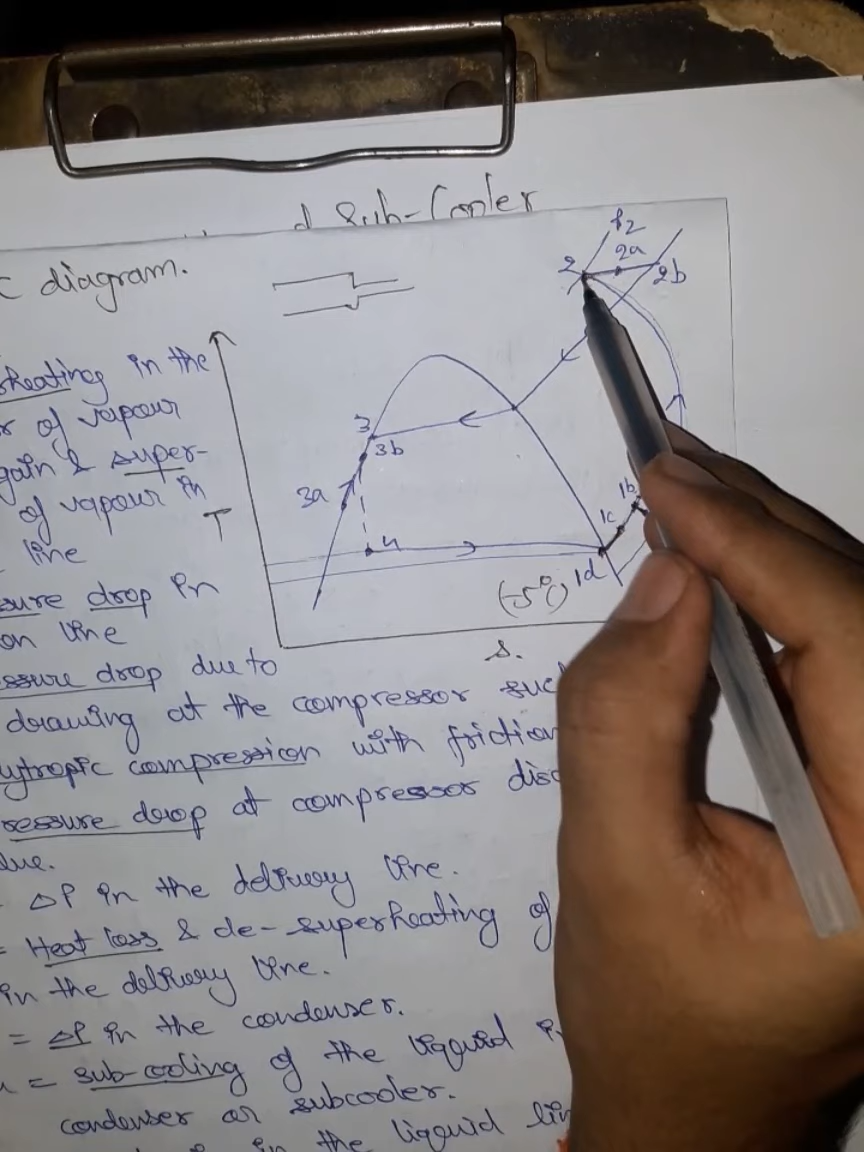 d Sub-Cooler
C diagram.
heating in the
r of vapour
gain & super-
of vapour in
line
sure drop in
on line
essure drop due to
drawing at the compressor suc
ytropic compression with friction
ressure drop at compressor disc
lve.
- ΔP in the delivery line.
= Heat loss & de-superheating of
in the delivery line.
= ΔP in the condenser.
= sub-cooling of the liquid
condenser or subcooler.
in the liquid lin
T
s.
P2
2
2a
2b
3
3b
3a
4
1b
1c
1d
(-5°)